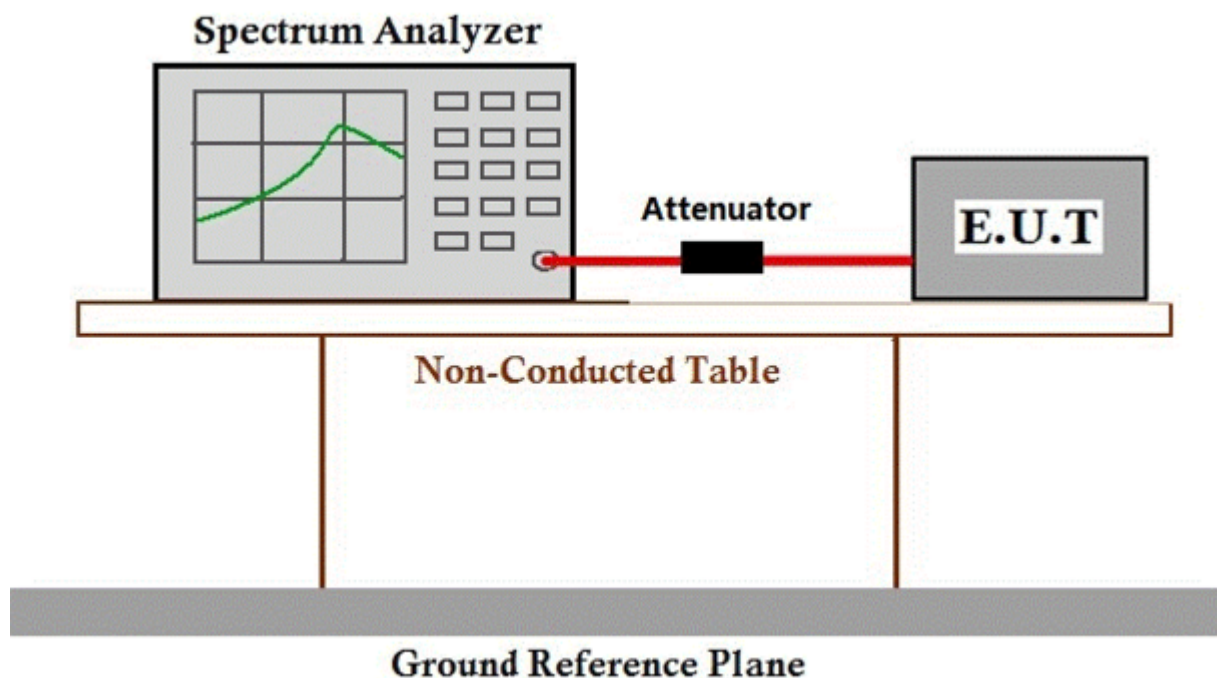 Spectrum Analyzer
Attenuator
E.U.T
Non-Conducted Table
Ground Reference Plane